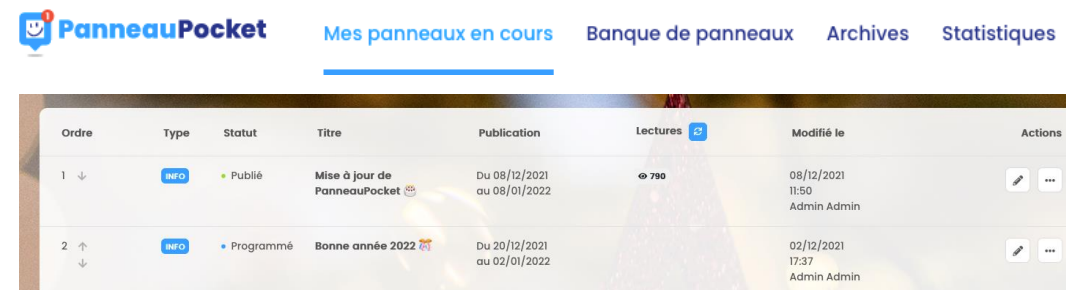 1
PanneauPocket
Mes panneaux en cours Banque de panneaux Archives Statistiques
Ordre Type Statut Titre Publication Lectures Modifié le Actions
1 INFO Publié Mise à jour de PanneauPocket Du 08/12/2021 au 08/01/2022 790 08/12/2021 11:50 Admin Admin
2 INFO Programmé Bonne année 2022 Du 20/12/2021 au 02/01/2022 02/12/2021 17:37 Admin Admin